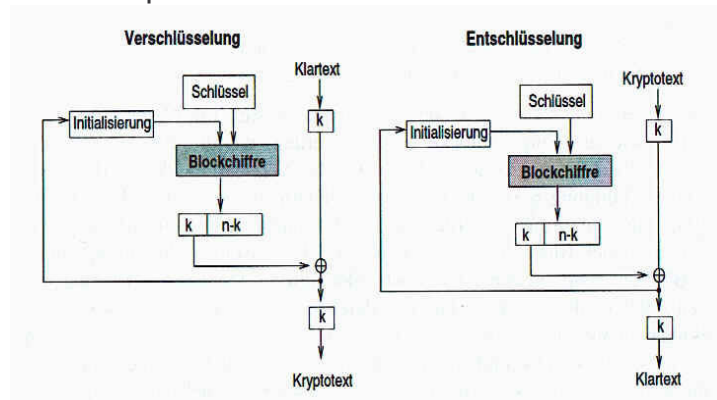 Verschlüsselung
Klartext
Schlüssel
k
Initialisierung
Blockchiffre
k n-k
k
Kryptotext
Entschlüsselung
Kryptotext
Schlüssel
k
Initialisierung
Blockchiffre
k n-k
k
Klartext